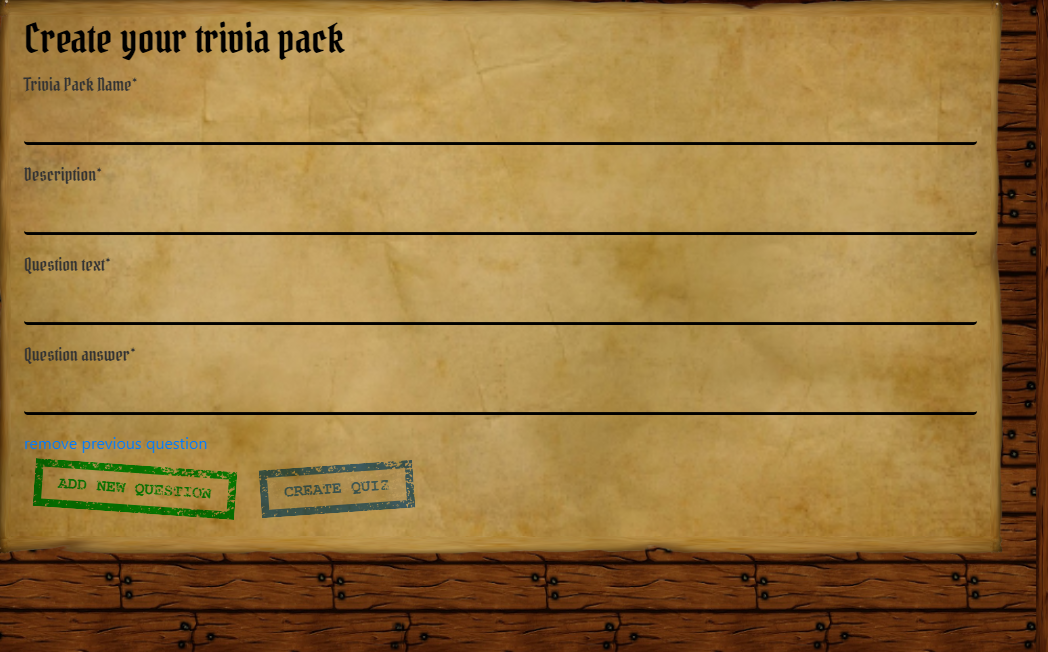 Create your trivia pack
Trivia Pack Name*
Description*
Question text*
Question answer*
remove previous question
ADD NEW QUESTION
CREATE QUIZ